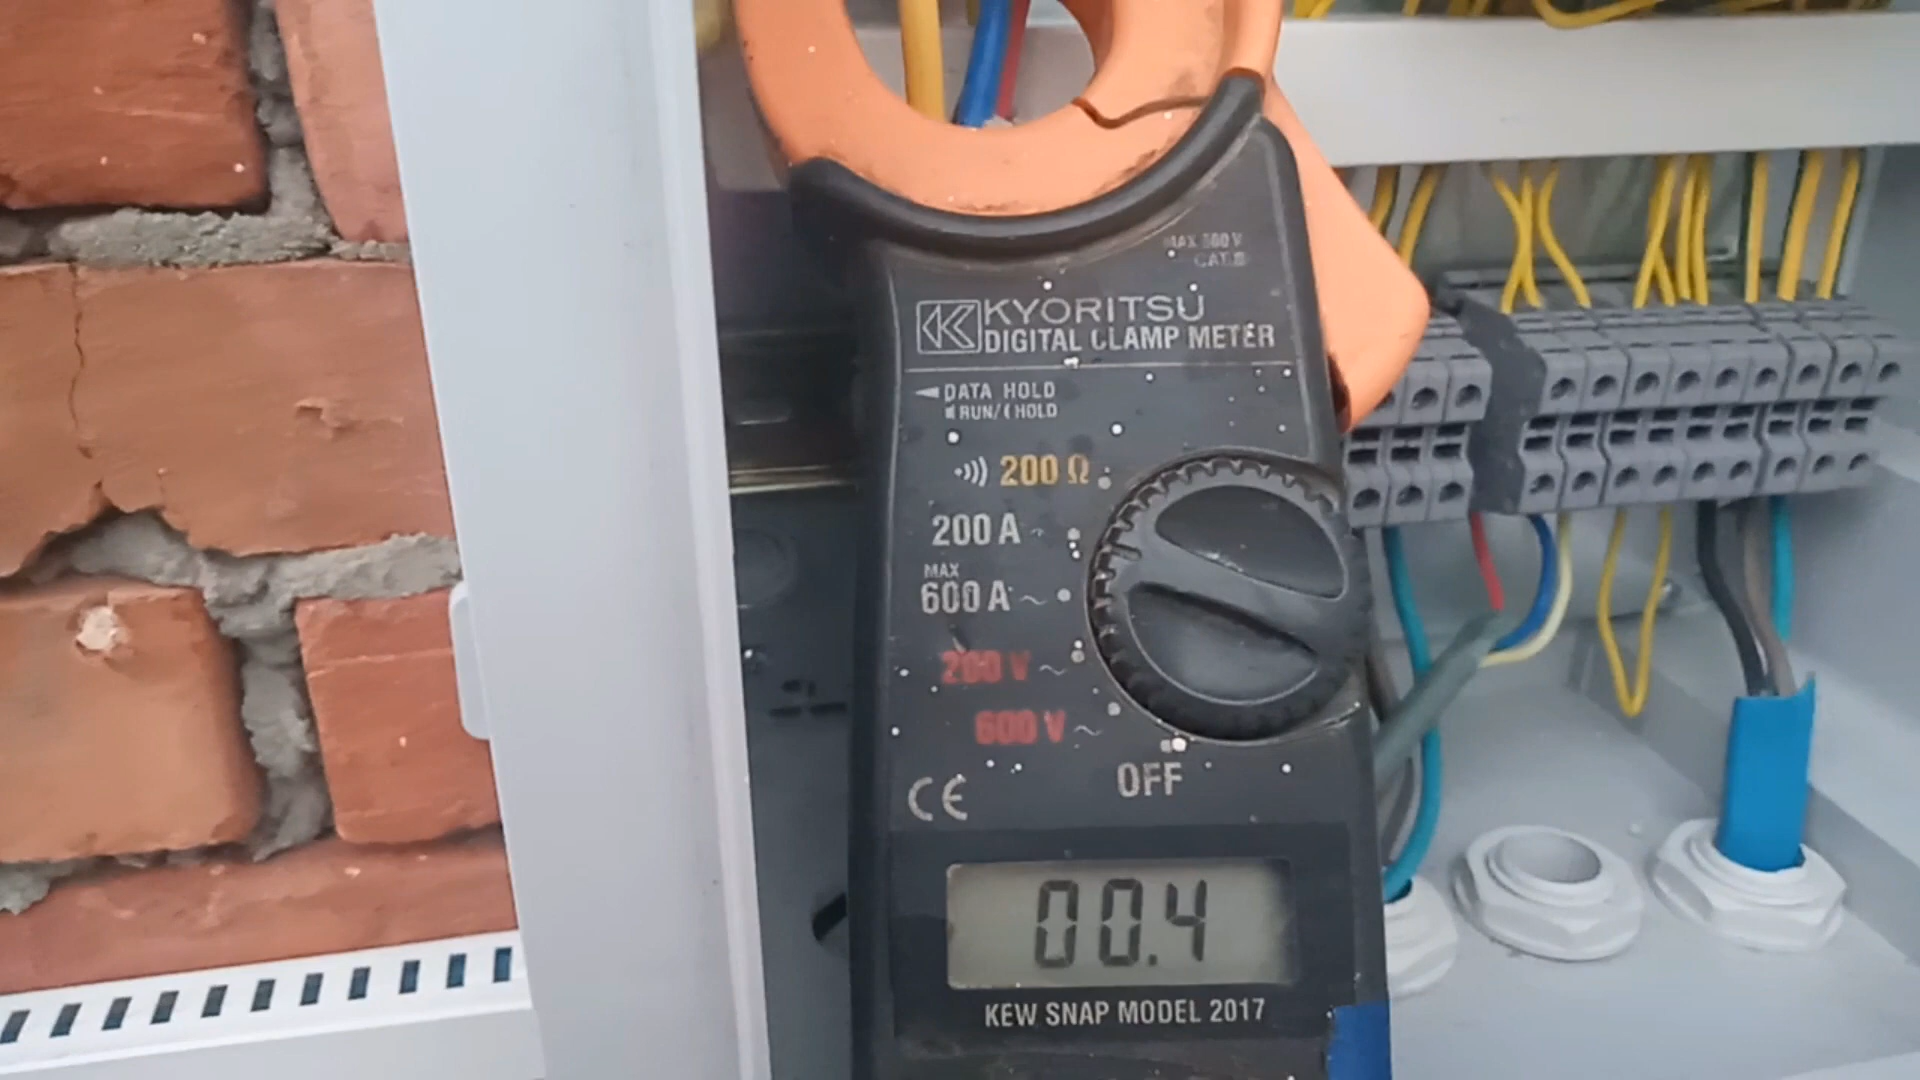 MAX 600 V
CAT.III
KYORITSU
DIGITAL CLAMP METER
DATA HOLD
RUN/ HOLD
200 Ω
200 A ~
MAX
600 A ~
200 V ~
600 V ~
OFF
CE
00.4
KEW SNAP MODEL 2017